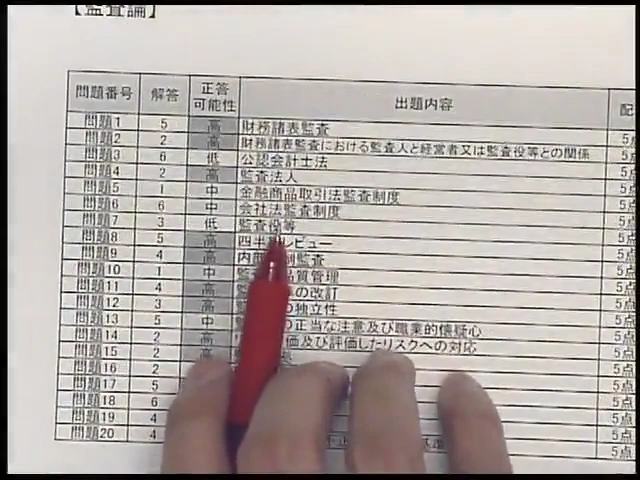 【監査論】
問題番号 解答 正答可能性 出題内容 配
問題1 5 高 財務諸表監査 5点
問題2 2 高 財務諸表監査における監査人と経営者又は監査役等との関係 5点
問題3 6 低 公認会計士法 5点
問題4 2 高 監査法人 5点
問題5 1 中 金融商品取引法監査制度 5点
問題6 6 中 会社法監査制度 5点
問題7 3 低 監査役等 5点
問題8 5 高 四半 レビュー 5点
問題9 4 高 内部 制監査 5点
問題10 1 中 監 品質管理 5点
問題11 4 高 の改訂 5点
問題12 3 高 の独立性 5点
問題13 5 中 の正当な注意及び職業的懐疑心 5点
問題14 2 高 価及び評価したリスクへの対応 5点
問題15 2 高 5点
問題16 2 5点
問題17 5 5点
問題18 6 5点
問題19 4 5点
問題20 4 5点